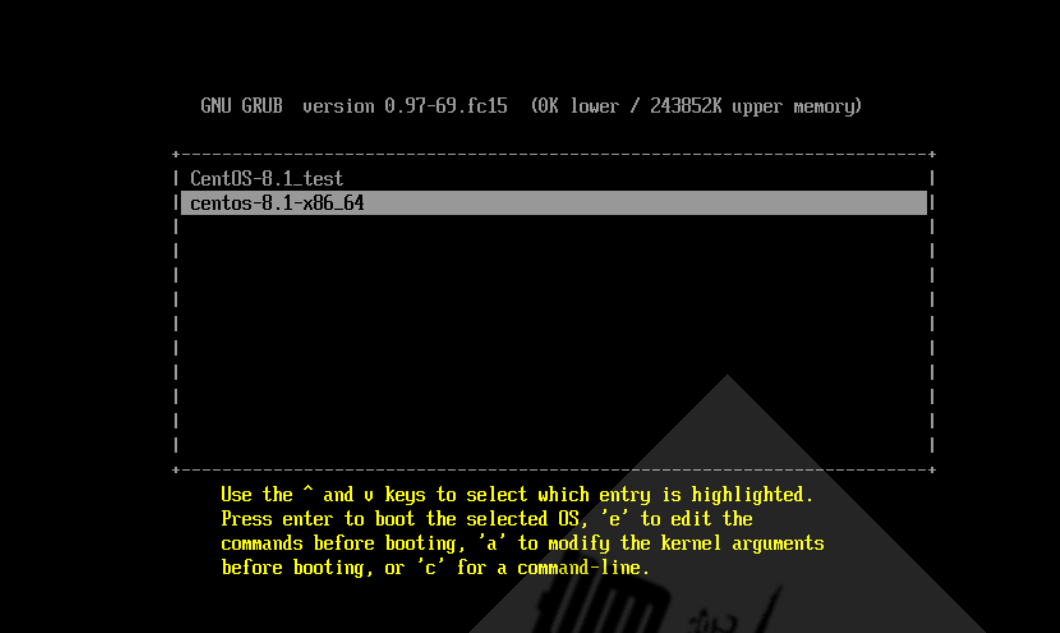 GNU GRUB version 0.97-69.fc15 (0K lower / 243852K upper memory)
CentOS-8.1_test
centos-8.1-x86_64
Use the ^ and v keys to select which entry is highlighted.
Press enter to boot the selected OS, 'e' to edit the
commands before booting, 'a' to modify the kernel arguments
before booting, or 'c' for a command-line.